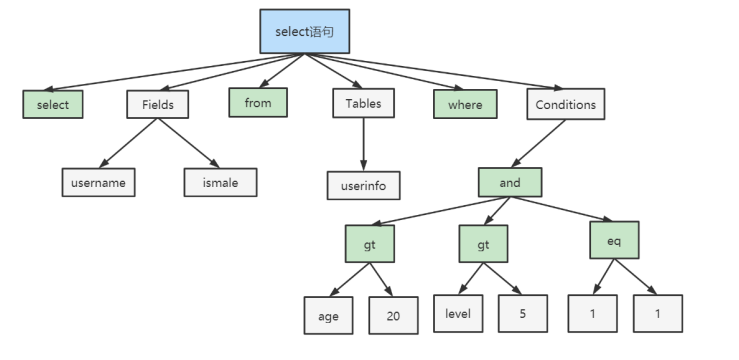 select语句
select
Fields
from
Tables
where
Conditions
username
ismale
userinfo
and
gt
gt
eq
age
20
level
5
1
1